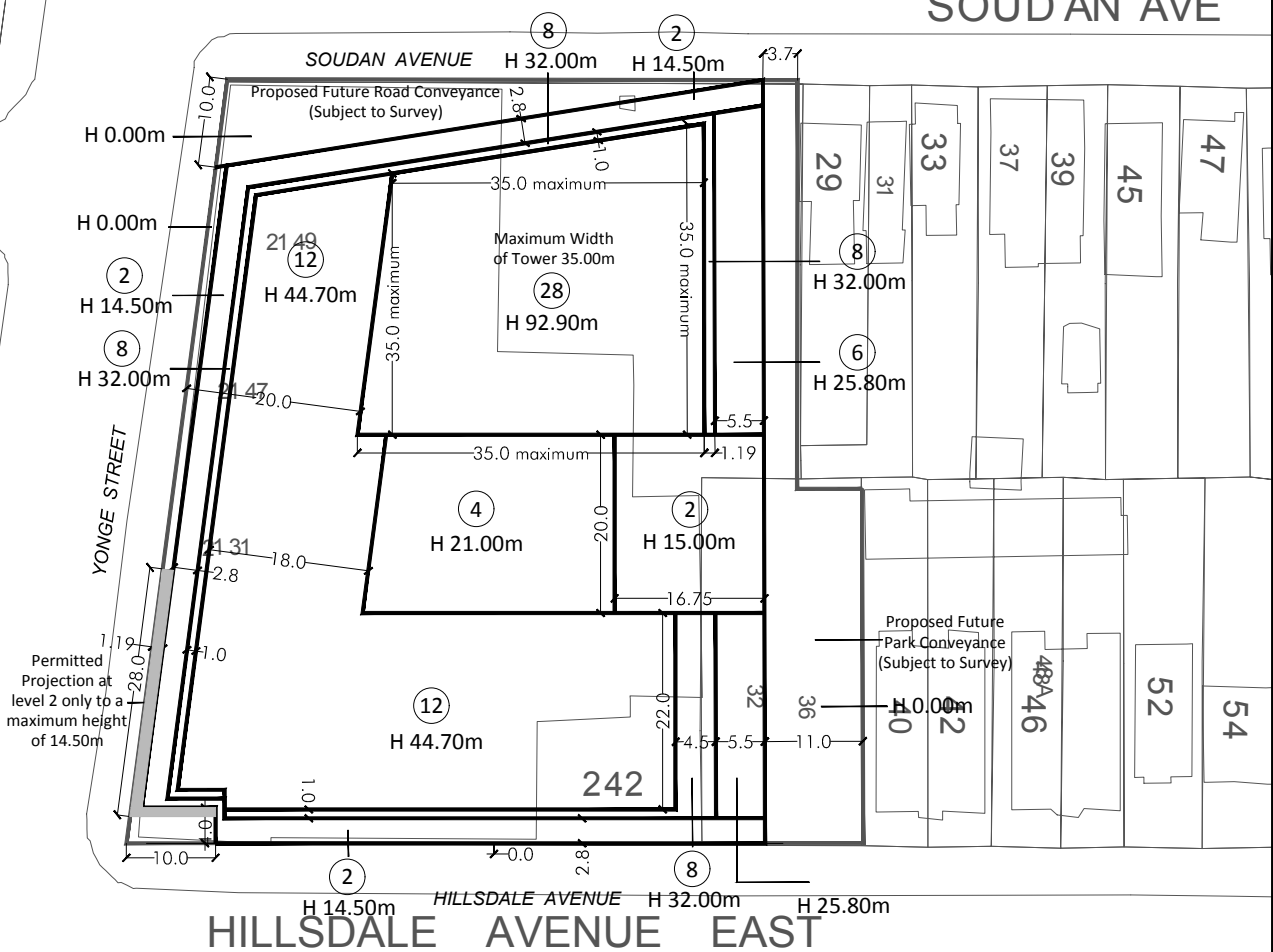 SOUDAN AVE
SOUDAN AVENUE
8
H 32.00m
2
H 14.50m
3.7
10.0
Proposed Future Road Conveyance
(Subject to Survey)
2.8
H 0.00m
1.0
35.0 maximum
29
31
33
37
39
45
47
H 0.00m
21.49
12
H 44.70m
35.0 maximum
Maximum Width
of Tower 35.00m
28
H 92.90m
35.0 maximum
8
H 32.00m
2
H 14.50m
8
H 32.00m
6
H 25.80m
21.47
20.0
5.5
35.0 maximum
1.19
YONGE STREET
4
H 21.00m
20.0
2
H 15.00m
21.31
18.0
2.8
16.75
1.19
1.0
28.0
Permitted
Projection at
level 2 only to a
maximum height
of 14.50m
Proposed Future
Park Conveyance
(Subject to Survey)
12
H 44.70m
22.0
32
36
H 0.00m
40
42
48A
46
52
54
4.5
5.5
11.0
242
1.0
4.0
10.0
0.0
2.8
2
H 14.50m
HILLSDALE AVENUE
8
H 32.00m
H 25.80m
HILLSDALE AVENUE EAST